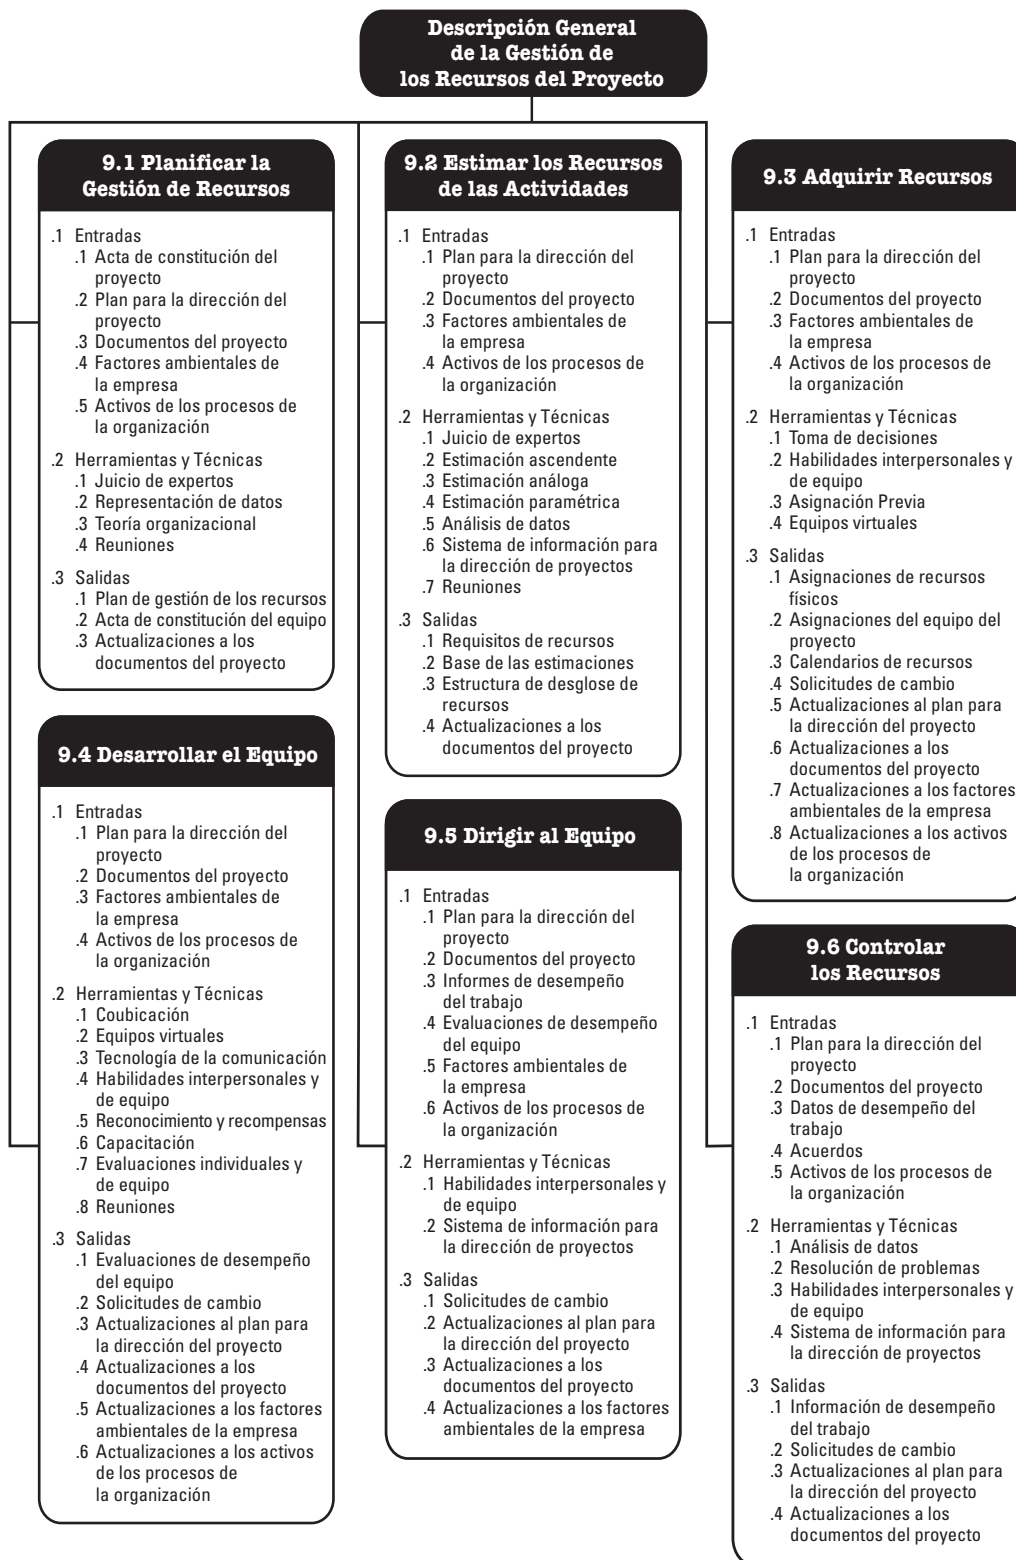 Descripción General
de la Gestión de
los Recursos del Proyecto
9.1 Planificar la
Gestión de Recursos
.1 Entradas
.1 Acta de constitución del
proyecto
.2 Plan para la dirección del
proyecto
.3 Documentos del proyecto
.4 Factores ambientales de
la empresa
.5 Activos de los procesos de
la organización
.2 Herramientas y Técnicas
.1 Juicio de expertos
.2 Representación de datos
.3 Teoría organizacional
.4 Reuniones
.3 Salidas
.1 Plan de gestión de los recursos
.2 Acta de constitución del equipo
.3 Actualizaciones a los
documentos del proyecto
9.2 Estimar los Recursos
de las Actividades
.1 Entradas
.1 Plan para la dirección del
proyecto
.2 Documentos del proyecto
.3 Factores ambientales de
la empresa
.4 Activos de los procesos de
la organización
.2 Herramientas y Técnicas
.1 Juicio de expertos
.2 Estimación ascendente
.3 Estimación análoga
.4 Estimación paramétrica
.5 Análisis de datos
.6 Sistema de información para
la dirección de proyectos
.7 Reuniones
.3 Salidas
.1 Requisitos de recursos
.2 Base de las estimaciones
.3 Estructura de desglose de
recursos
.4 Actualizaciones a los
documentos del proyecto
9.3 Adquirir Recursos
.1 Entradas
.1 Plan para la dirección del
proyecto
.2 Documentos del proyecto
.3 Factores ambientales de
la empresa
.4 Activos de los procesos de
la organización
.2 Herramientas y Técnicas
.1 Toma de decisiones
.2 Habilidades interpersonales y
de equipo
.3 Asignación Previa
.4 Equipos virtuales
.3 Salidas
.1 Asignaciones de recursos
físicos
.2 Asignaciones del equipo del
proyecto
.3 Calendarios de recursos
.4 Solicitudes de cambio
.5 Actualizaciones al plan para
la dirección del proyecto
.6 Actualizaciones a los
documentos del proyecto
.7 Actualizaciones a los factores
ambientales de la empresa
.8 Actualizaciones a los activos
de los procesos de
la organización
9.4 Desarrollar el Equipo
.1 Entradas
.1 Plan para la dirección del
proyecto
.2 Documentos del proyecto
.3 Factores ambientales de
la empresa
.4 Activos de los procesos de
la organización
.2 Herramientas y Técnicas
.1 Coubicación
.2 Equipos virtuales
.3 Tecnología de la comunicación
.4 Habilidades interpersonales y
de equipo
.5 Reconocimiento y recompensas
.6 Capacitación
.7 Evaluaciones individuales y
de equipo
.8 Reuniones
.3 Salidas
.1 Evaluaciones de desempeño
del equipo
.2 Solicitudes de cambio
.3 Actualizaciones al plan para
la dirección del proyecto
.4 Actualizaciones a los
documentos del proyecto
.5 Actualizaciones a los factores
ambientales de la empresa
.6 Actualizaciones a los activos
de los procesos de
la organización
9.5 Dirigir al Equipo
.1 Entradas
.1 Plan para la dirección del
proyecto
.2 Documentos del proyecto
.3 Informes de desempeño
del trabajo
.4 Evaluaciones de desempeño
del equipo
.5 Factores ambientales de
la empresa
.6 Activos de los procesos de
la organización
.2 Herramientas y Técnicas
.1 Habilidades interpersonales y
de equipo
.2 Sistema de información para
la dirección de proyectos
.3 Salidas
.1 Solicitudes de cambio
.2 Actualizaciones al plan para
la dirección del proyecto
.3 Actualizaciones a los
documentos del proyecto
.4 Actualizaciones a los factores
ambientales de la empresa
9.6 Controlar
los Recursos
.1 Entradas
.1 Plan para la dirección del
proyecto
.2 Documentos del proyecto
.3 Datos de desempeño del
trabajo
.4 Acuerdos
.5 Activos de los procesos de
la organización
.2 Herramientas y Técnicas
.1 Análisis de datos
.2 Resolución de problemas
.3 Habilidades interpersonales y
de equipo
.4 Sistema de información para
la dirección de proyectos
.3 Salidas
.1 Información de desempeño
del trabajo
.2 Solicitudes de cambio
.3 Actualizaciones al plan para
la dirección del proyecto
.4 Actualizaciones a los
documentos del proyecto